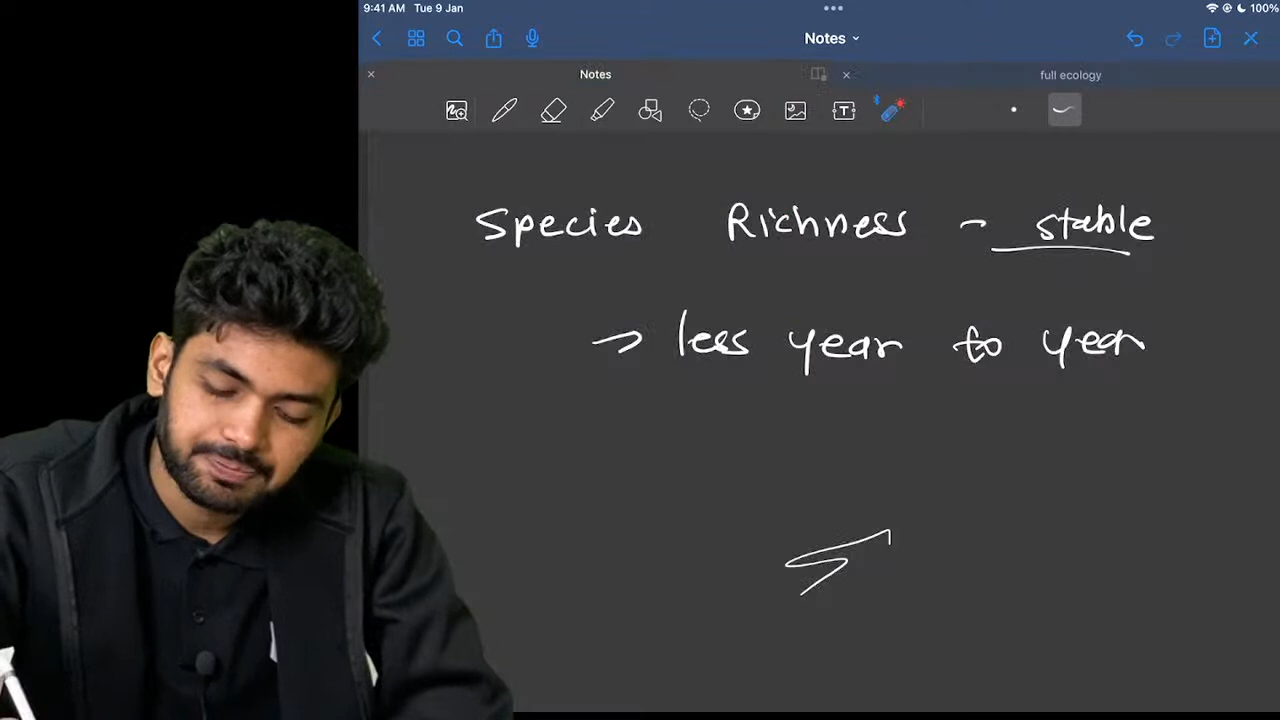 9:41 AM Tue 9 Jan 100%
Notes
Notes full ecology
T
Species Richness - stable
→ less year to year